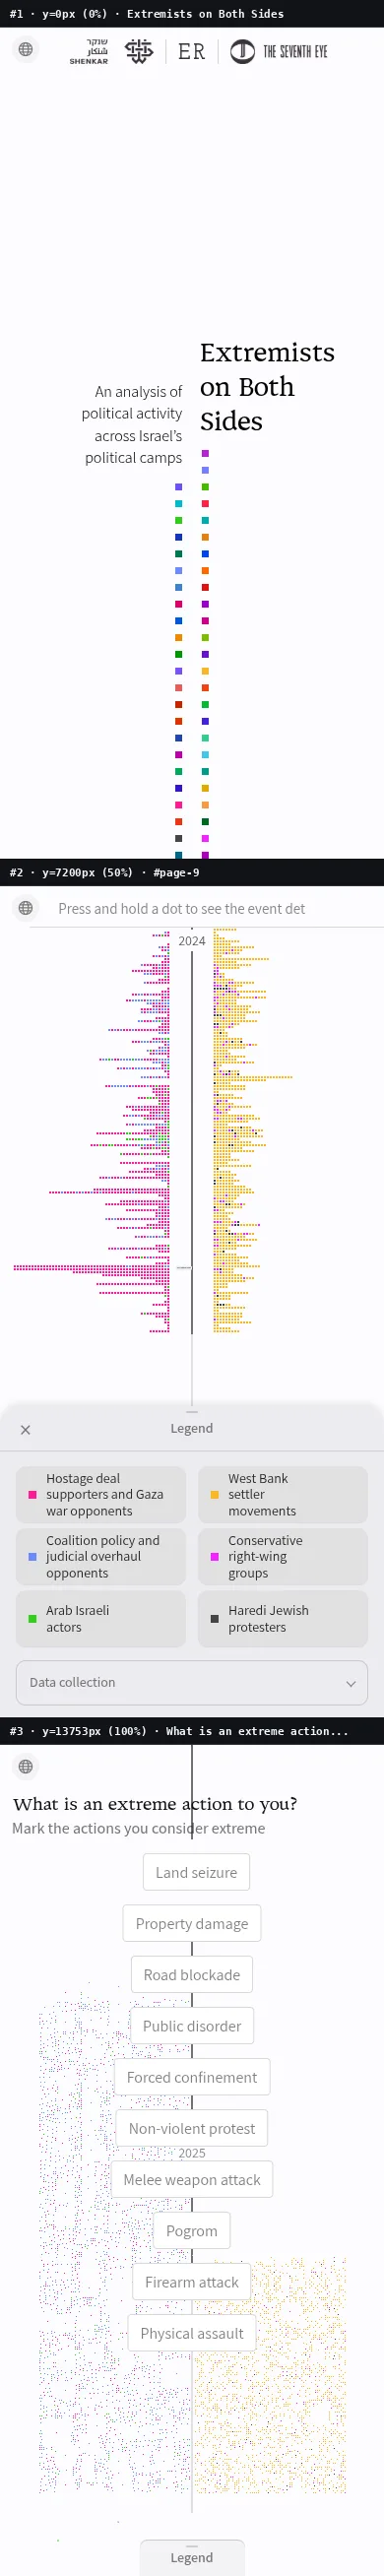 #1 · y=0px (0%) · Extremists on Both Sides
שנקר
شنكار
SHENKAR
ER
THE SEVENTH EYE
Extremists
on Both
Sides
An analysis of
political activity
across Israel's
political camps
#2 · y=7200px (50%) · #page-9
Press and hold a dot to see the event det
2024
Legend
Hostage deal
supporters and Gaza
war opponents
West Bank
settler
movements
Coalition policy and
judicial overhaul
opponents
Conservative
right-wing
groups
Arab Israeli
actors
Haredi Jewish
protesters
Data collection
#3 · y=13753px (100%) · What is an extreme action...
What is an extreme action to you?
Mark the actions you consider extreme
Land seizure
Property damage
Road blockade
Public disorder
Forced confinement
Non-violent protest
2025
Melee weapon attack
Pogrom
Firearm attack
Physical assault
Legend